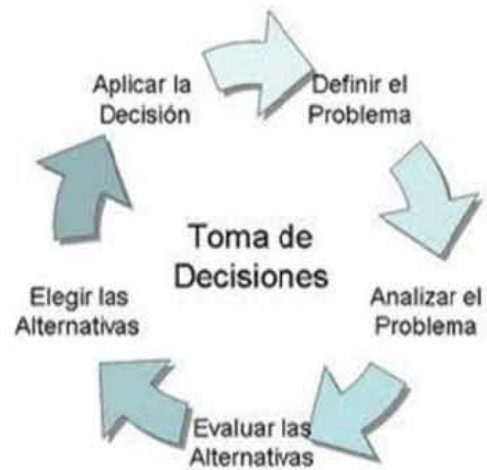 Aplicar la
Decisión
Definir el
Problema
Toma de
Decisiones
Elegir las
Alternativas
Analizar el
Problema
Evaluar las
Alternativas